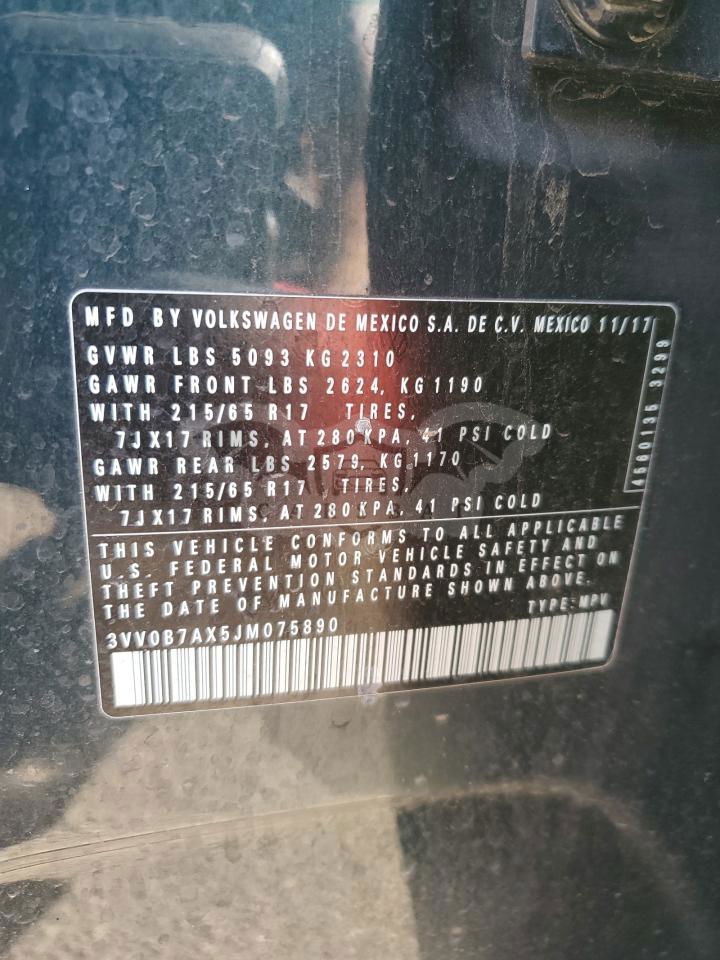 MFD BY VOLKSWAGEN DE MEXICO S.A. DE C.V. MEXICO 11/17
GVWR LBS 5093 KG 2310
GAWR FRONT LBS 2624, KG 1190
WITH 215/65 R17 TIRES,
7JX17 RIMS, AT 280 KPA, 41 PSI COLD
GAWR REAR LBS 2579, KG 1170
WITH 215/65 R17 TIRES,
7JX17 RIMS, AT 280 KPA, 41 PSI COLD
4560135 3299
THIS VEHICLE CONFORMS TO ALL APPLICABLE
U.S. FEDERAL MOTOR VEHICLE SAFETY AND
THEFT PREVENTION STANDARDS IN EFFECT ON
THE DATE OF MANUFACTURE SHOWN ABOVE.
TYPE: MPV
3VV0B7AX5JM075890